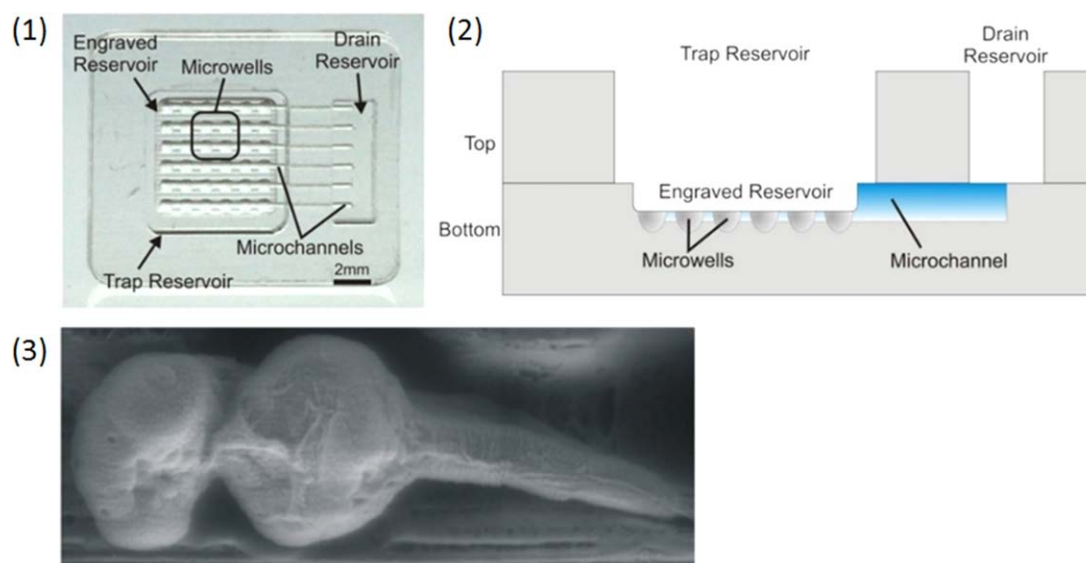 (1)
Engraved
Reservoir
Microwells
Drain
Reservoir
Microchannels
Trap Reservoir
2mm
(2)
Trap Reservoir
Drain
Reservoir
Top
Engraved Reservoir
Bottom
Microwells
Microchannel
(3)